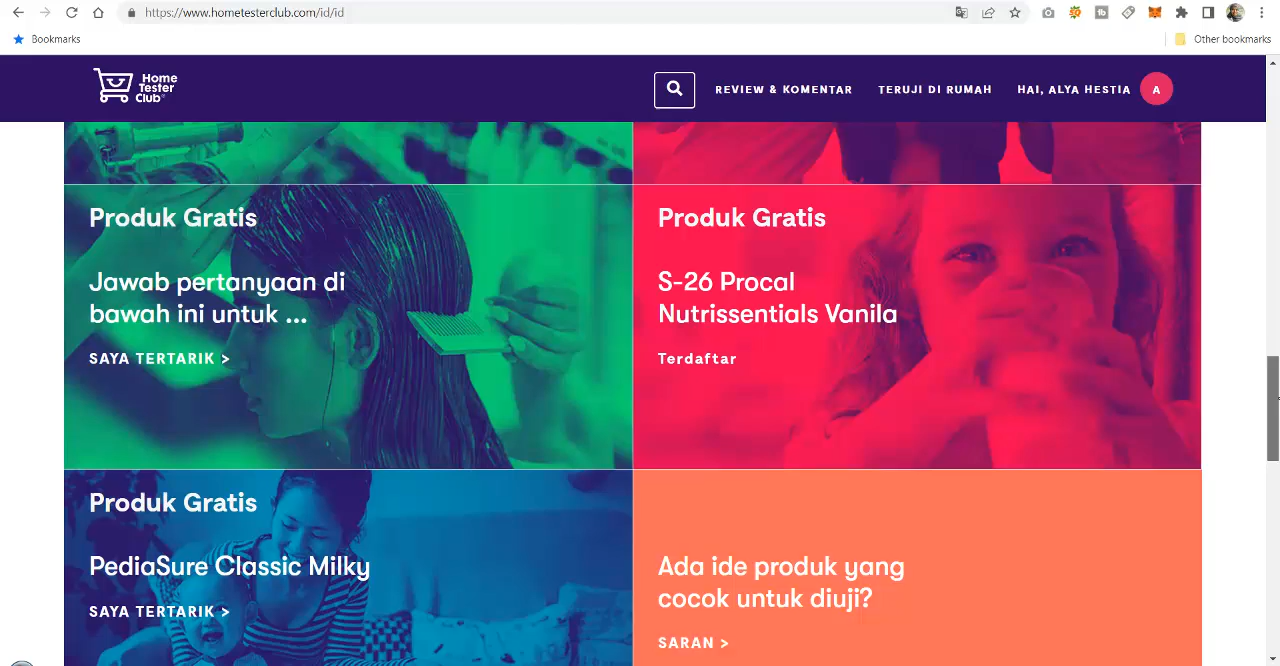 https://www.hometesterclub.com/id/id
Bookmarks
Other bookmarks
Home
Tester
Club
REVIEW & KOMENTAR
TERUJI DI RUMAH
HAI, ALYA HESTIA
A
Produk Gratis
Jawab pertanyaan di
bawah ini untuk ...
SAYA TERTARIK >
Produk Gratis
S-26 Procal
Nutrissentials Vanila
Terdaftar
Produk Gratis
PediaSure Classic Milky
SAYA TERTARIK >
Ada ide produk yang
cocok untuk diuji?
SARAN >